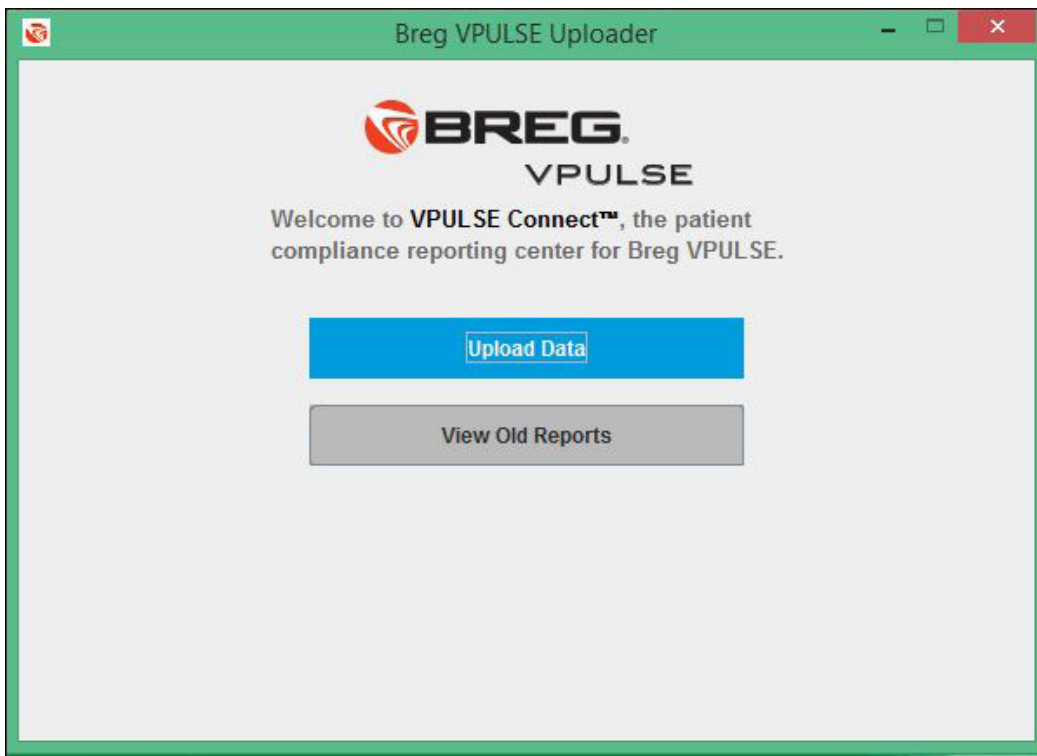 Breg VPULSE Uploader
BREG.
VPULSE
Welcome to VPULSE Connect™, the patient
compliance reporting center for Breg VPULSE.
Upload Data
View Old Reports